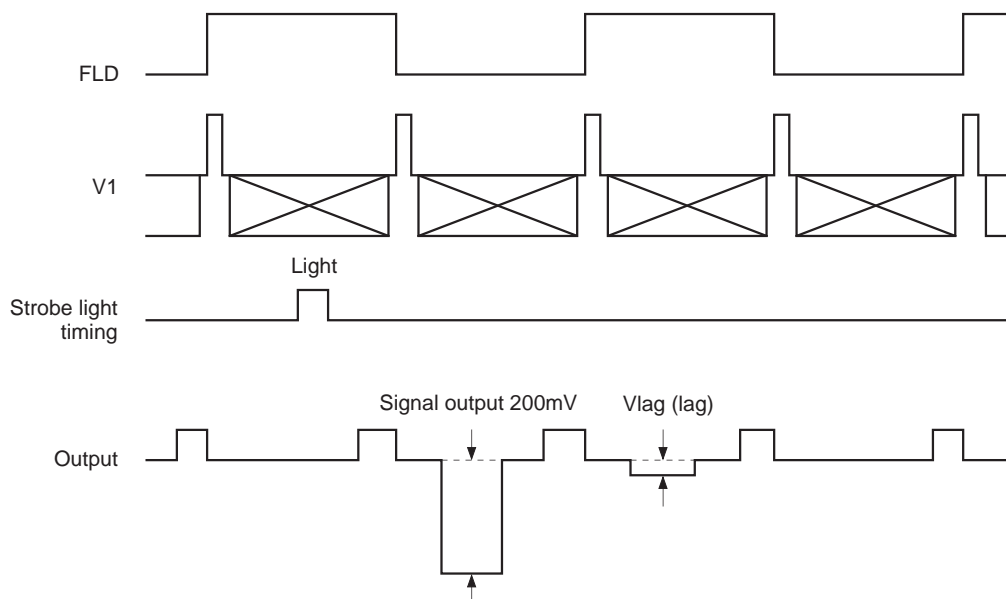 FLD
V1
Light
Strobe light
timing
Signal output 200mV
Vlag (lag)
Output